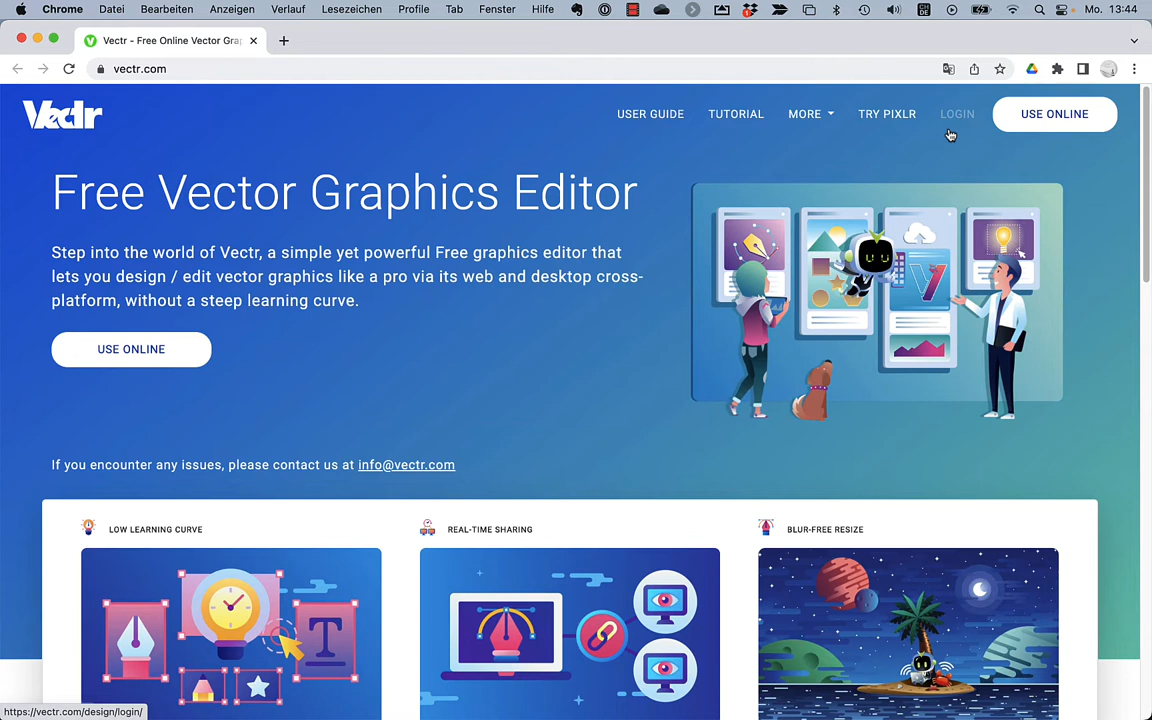 Chrome Datei Bearbeiten Anzeigen Verlauf Lesezeichen Profile Tab Fenster Hilfe Mo. 13:44
Vectr - Free Online Vector Gra
vectr.com
Vectr
USER GUIDE TUTORIAL MORE TRY PIXLR LOGIN USE ONLINE
Free Vector Graphics Editor
Step into the world of Vectr, a simple yet powerful Free graphics editor that
lets you design / edit vector graphics like a pro via its web and desktop cross-
platform, without a steep learning curve.
USE ONLINE
If you encounter any issues, please contact us at info@vectr.com
LOW LEARNING CURVE
REAL-TIME SHARING
BLUR-FREE RESIZE
T
https://vectr.com/design/login/